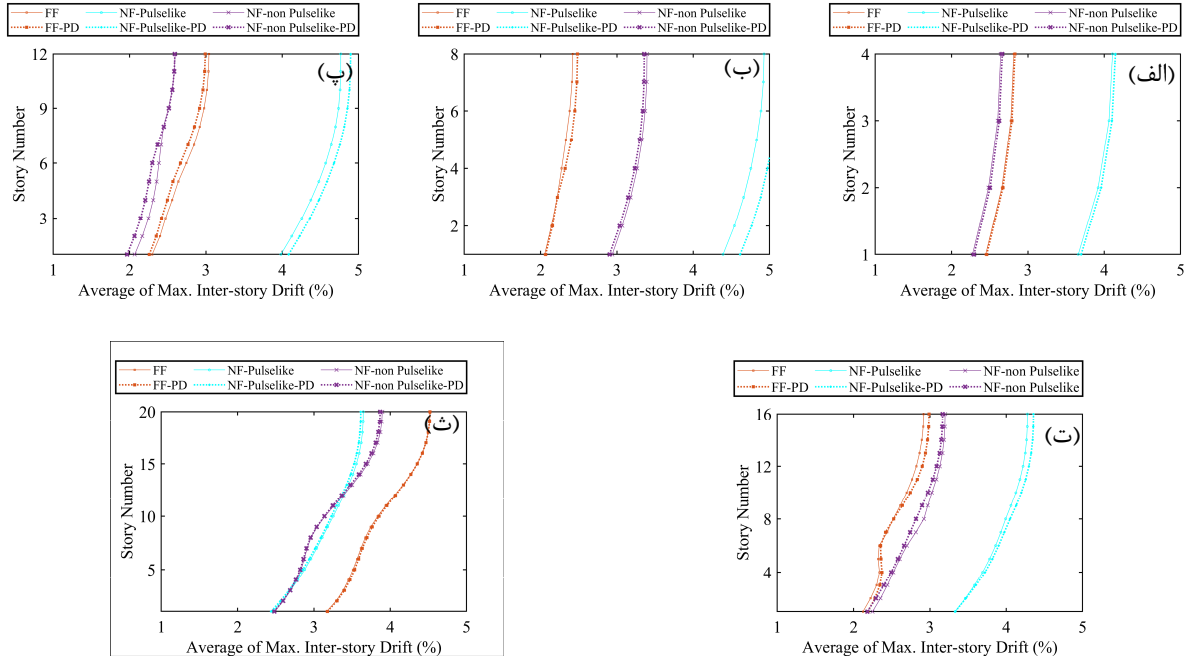 FF NF-Pulselike NF-non Pulselike
FF-PD NF-Pulselike-PD NF-non Pulselike-PD
12
9
6
3
Story Number
(پ)
1 2 3 4 5
Average of Max. Inter-story Drift (%)
FF NF-Pulselike NF-non Pulselike
FF-PD NF-Pulselike-PD NF-non Pulselike-PD
8
6
4
2
Story Number
(ب)
1 2 3 4 5
Average of Max. Inter-story Drift (%)
FF NF-Pulselike NF-non Pulselike
FF-PD NF-Pulselike-PD NF-non Pulselike-PD
4
3
2
1
Story Number
(الف)
1 2 3 4 5
Average of Max. Inter-story Drift (%)
FF NF-Pulselike NF-non Pulselike
FF-PD NF-Pulselike-PD NF-non Pulselike-PD
20
15
10
5
Story Number
(ث)
1 2 3 4 5
Average of Max. Inter-story Drift (%)
FF NF-Pulselike NF-non Pulselike
FF-PD NF-Pulselike-PD NF-non Pulselike-PD
16
12
8
4
Story Number
(ت)
1 2 3 4 5
Average of Max. Inter-story Drift (%)